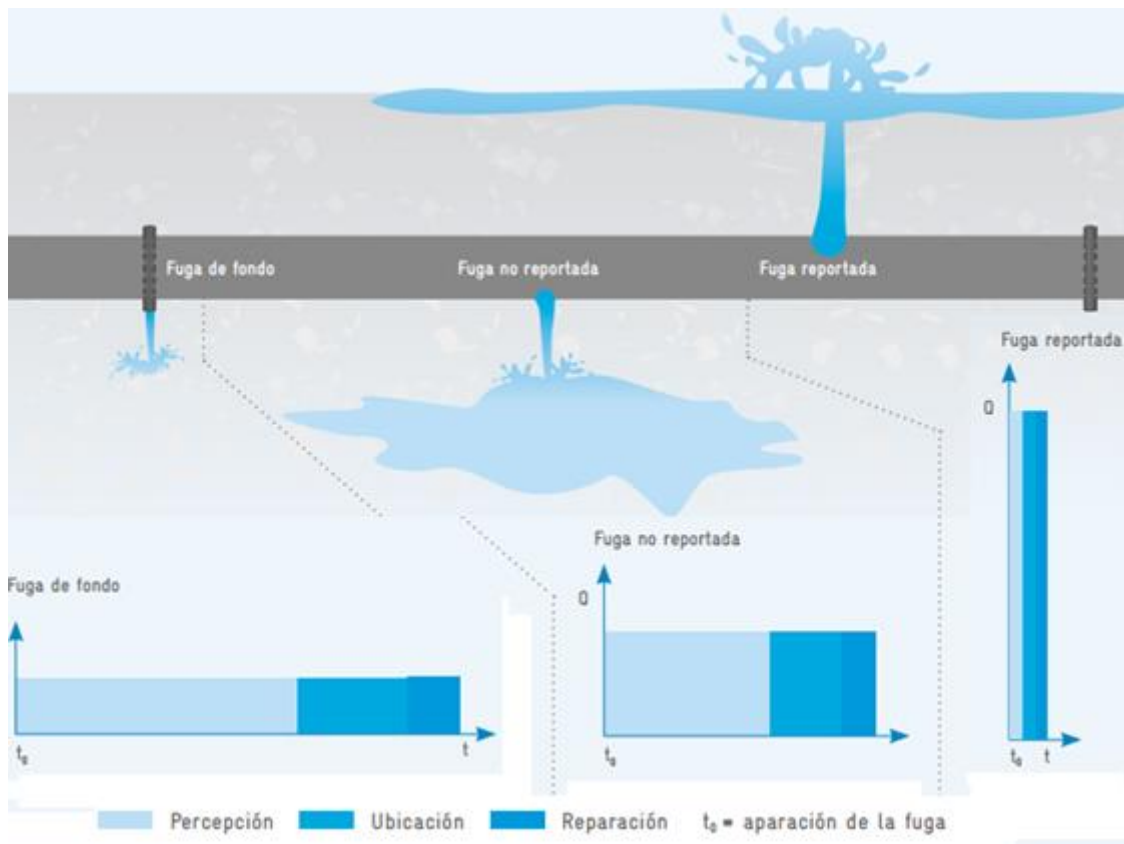 Fuga de fondo
Fuga no reportada
Fuga reportada
Fuga reportada
Q
t₀ t
Fuga no reportada
Q
t₀
Fuga de fondo
t₀ t
Percepción Ubicación Reparación t₀ = aparación de la fuga